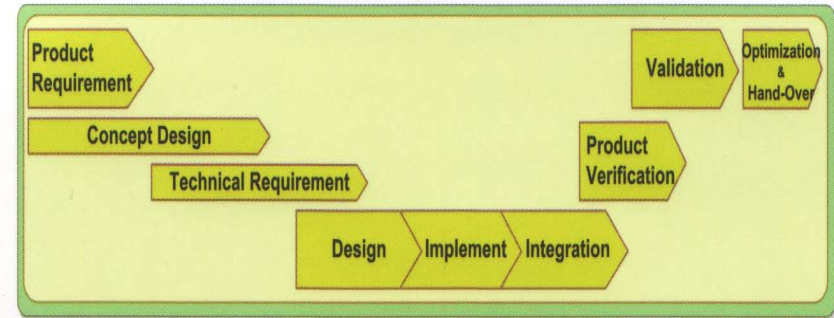 Product
Requirement
Concept Design
Technical Requirement
Design
Implement
Integration
Product
Verification
Validation
Optimization
&
Hand-Over